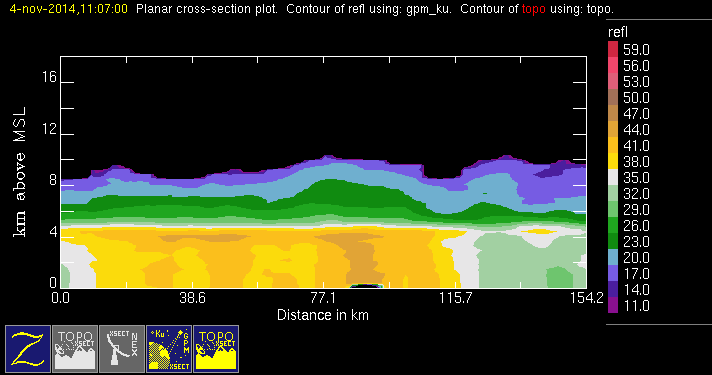 4-nov-2014,11:07:00 Planar cross-section plot. Contour of refl using: gpm_ku. Contour of topo using: topo.
refl
59.0
56.0
53.0
50.0
47.0
44.0
41.0
38.0
35.0
32.0
29.0
26.0
23.0
20.0
17.0
14.0
11.0
km above MSL
16
12
8
4
0
0.0 38.6 77.1 115.7 154.2
Distance in km
Z
TOPO
XSECT
XSECT
XM2
Ku
GPM
XSECT
TOPO
XSECT